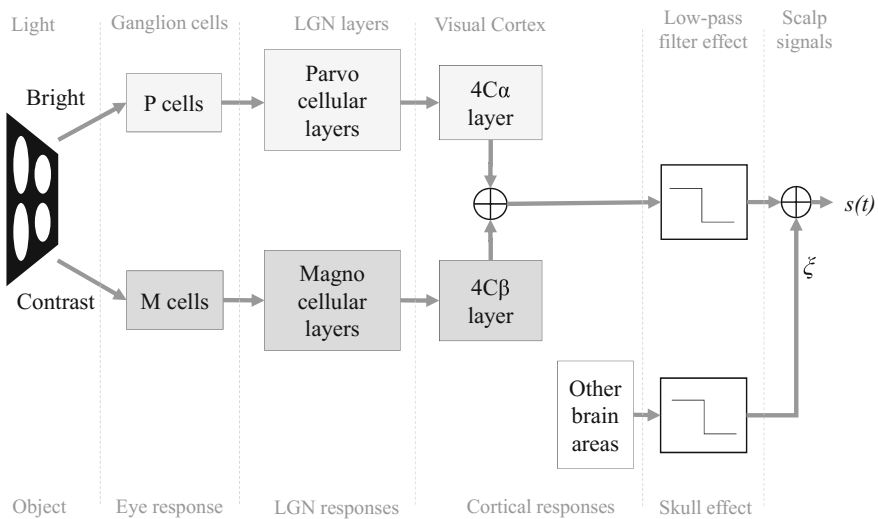 Light
Ganglion cells
LGN layers
Visual Cortex
Low-pass
filter effect
Scalp
signals
Bright
P cells
Parvo
cellular
layers
4Cα
layer
s(t)
Contrast
M cells
Magno
cellular
layers
4Cβ
layer
ξ
Other
brain
areas
Object
Eye response
LGN responses
Cortical responses
Skull effect